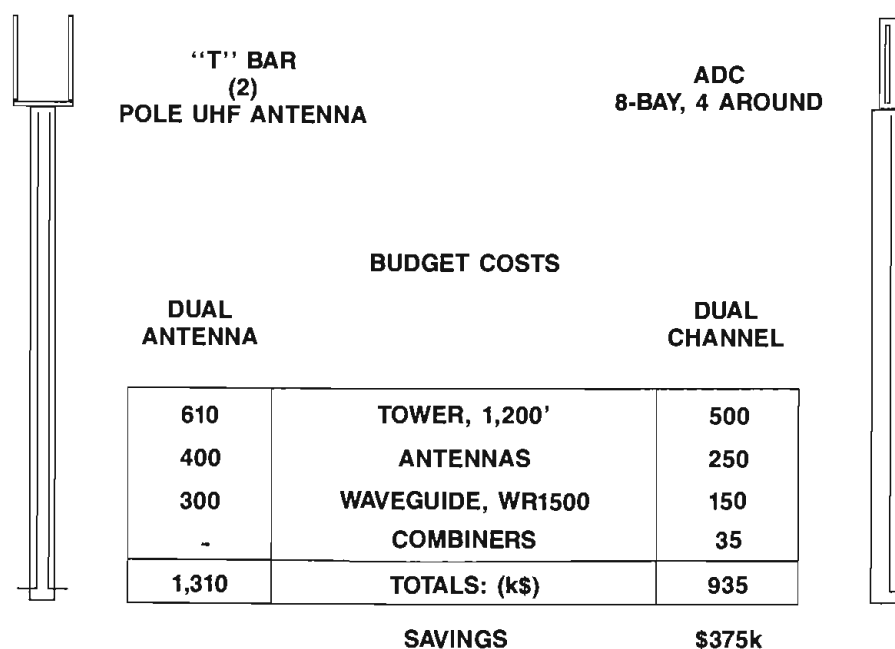 ‘‘T’’ BAR
(2)
POLE UHF ANTENNA
ADC
8-BAY, 4 AROUND
BUDGET COSTS
DUAL
ANTENNA
DUAL
CHANNEL
610 TOWER, 1,200' 500
400 ANTENNAS 250
300 WAVEGUIDE, WR1500 150
- COMBINERS 35
1,310 TOTALS: (k$) 935
SAVINGS $375k